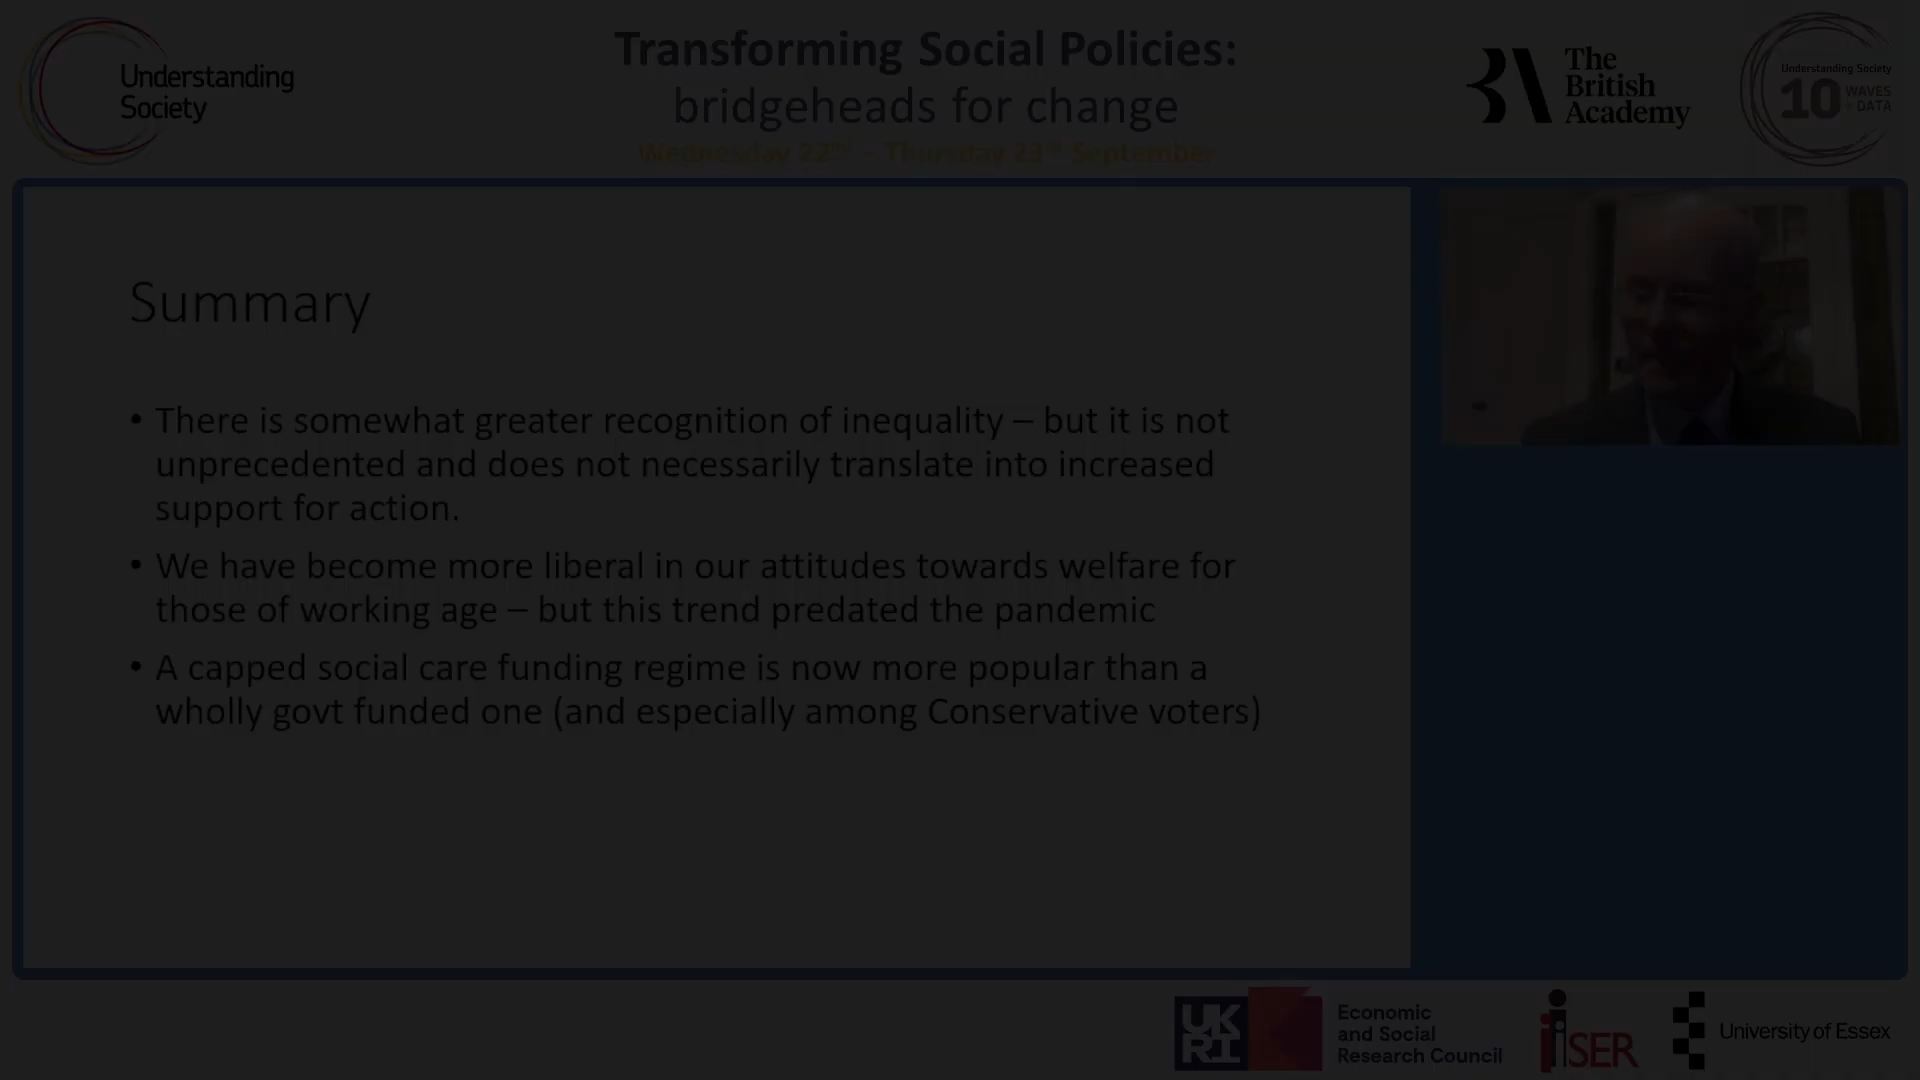 Understanding
Society
Transforming Social Policies:
bridgeheads for change
Wednesday 22nd - Thursday 23rd September
The
British
Academy
Understanding Society
10 WAVES
DATA
Summary
• There is somewhat greater recognition of inequality – but it is not
unprecedented and does not necessarily translate into increased
support for action.
• We have become more liberal in our attitudes towards welfare for
those of working age – but this trend predated the pandemic
• A capped social care funding regime is now more popular than a
wholly govt funded one (and especially among Conservative voters)
UK
RI
Economic
and Social
Research Council
iSER
University of Essex